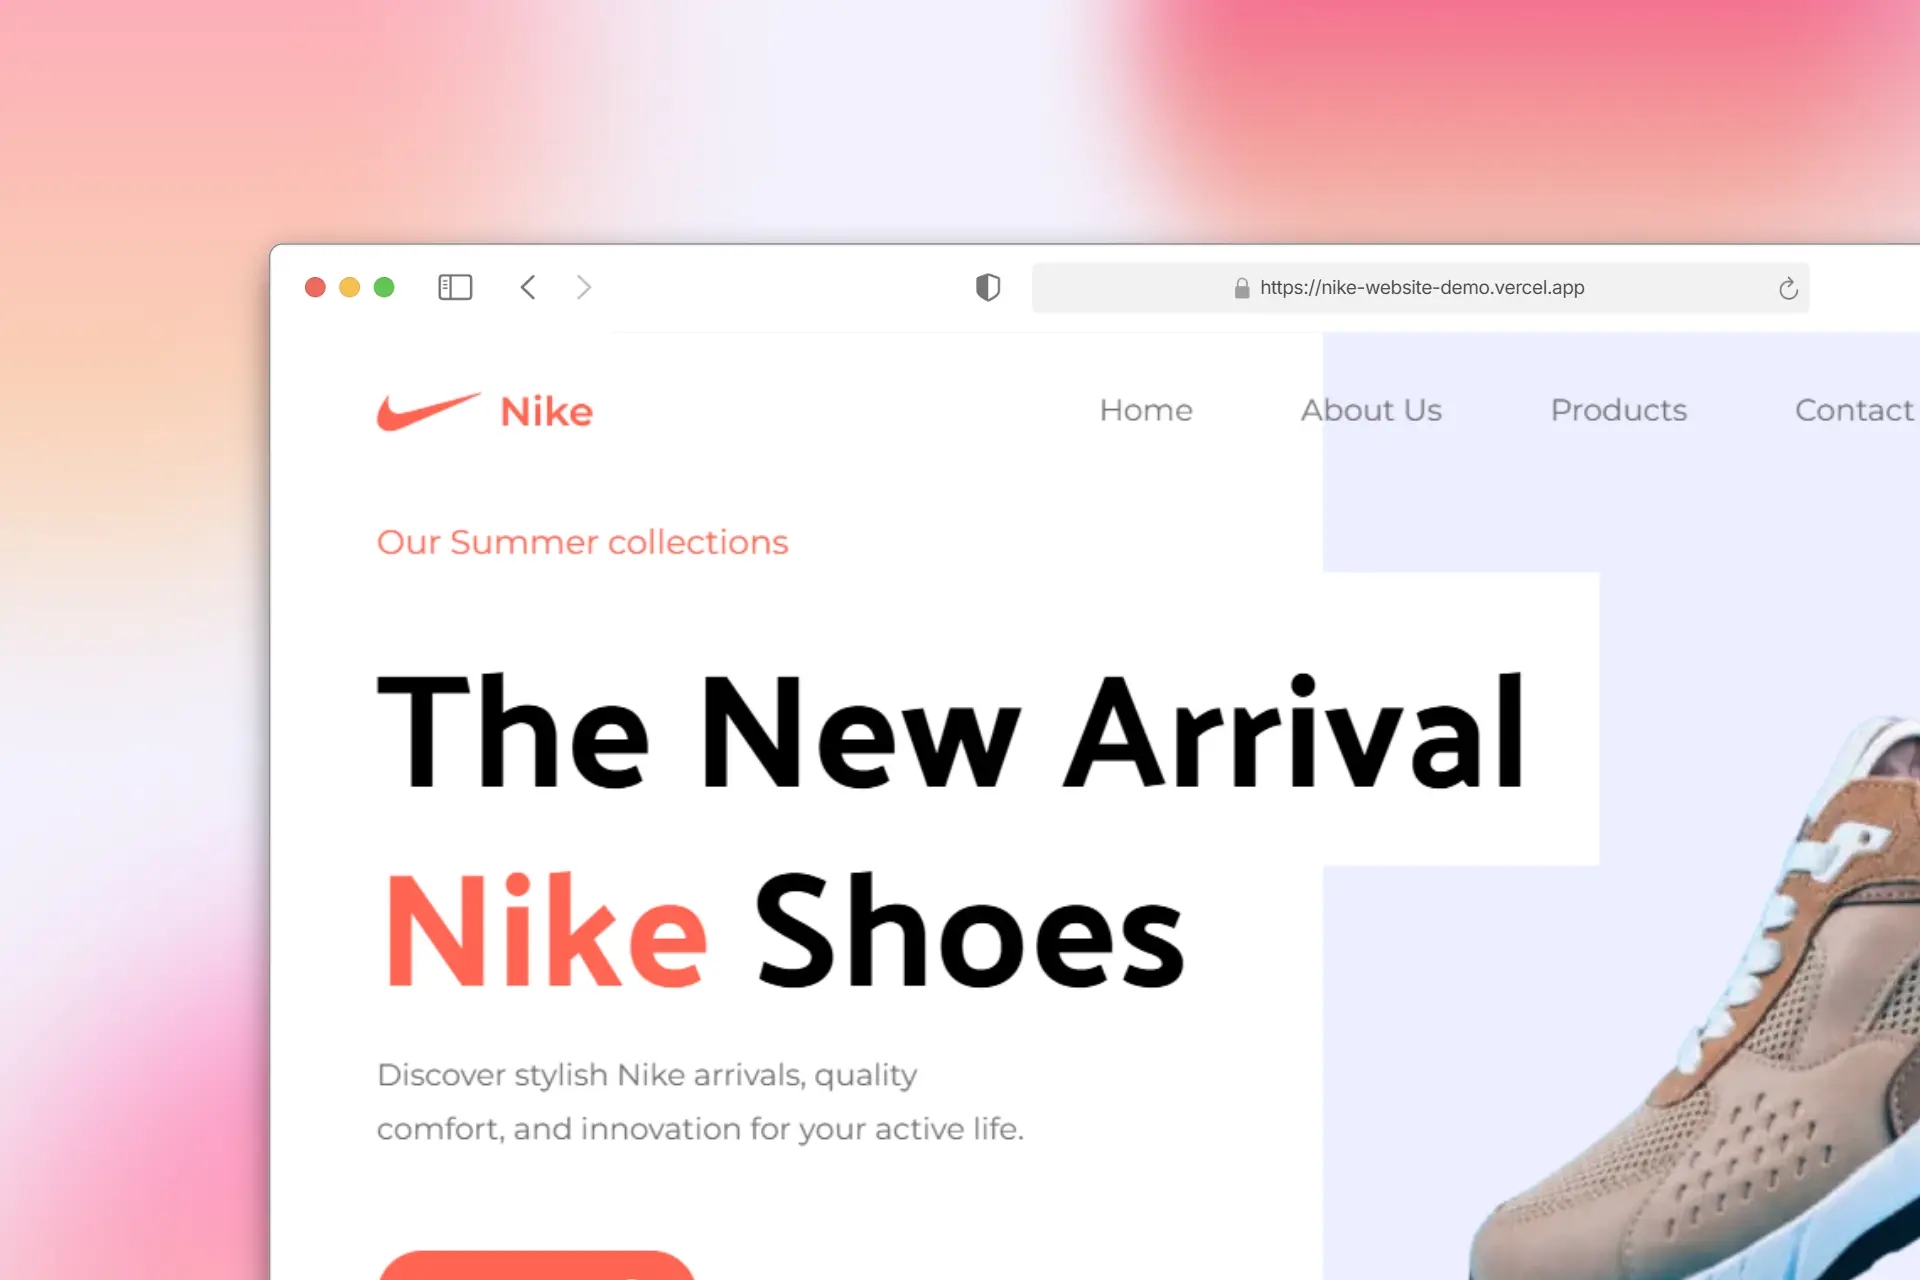 https://nike-website-demo.vercel.app
Nike
Home About Us Products Contact
Our Summer collections
The New Arrival
Nike Shoes
Discover stylish Nike arrivals, quality
comfort, and innovation for your active life.